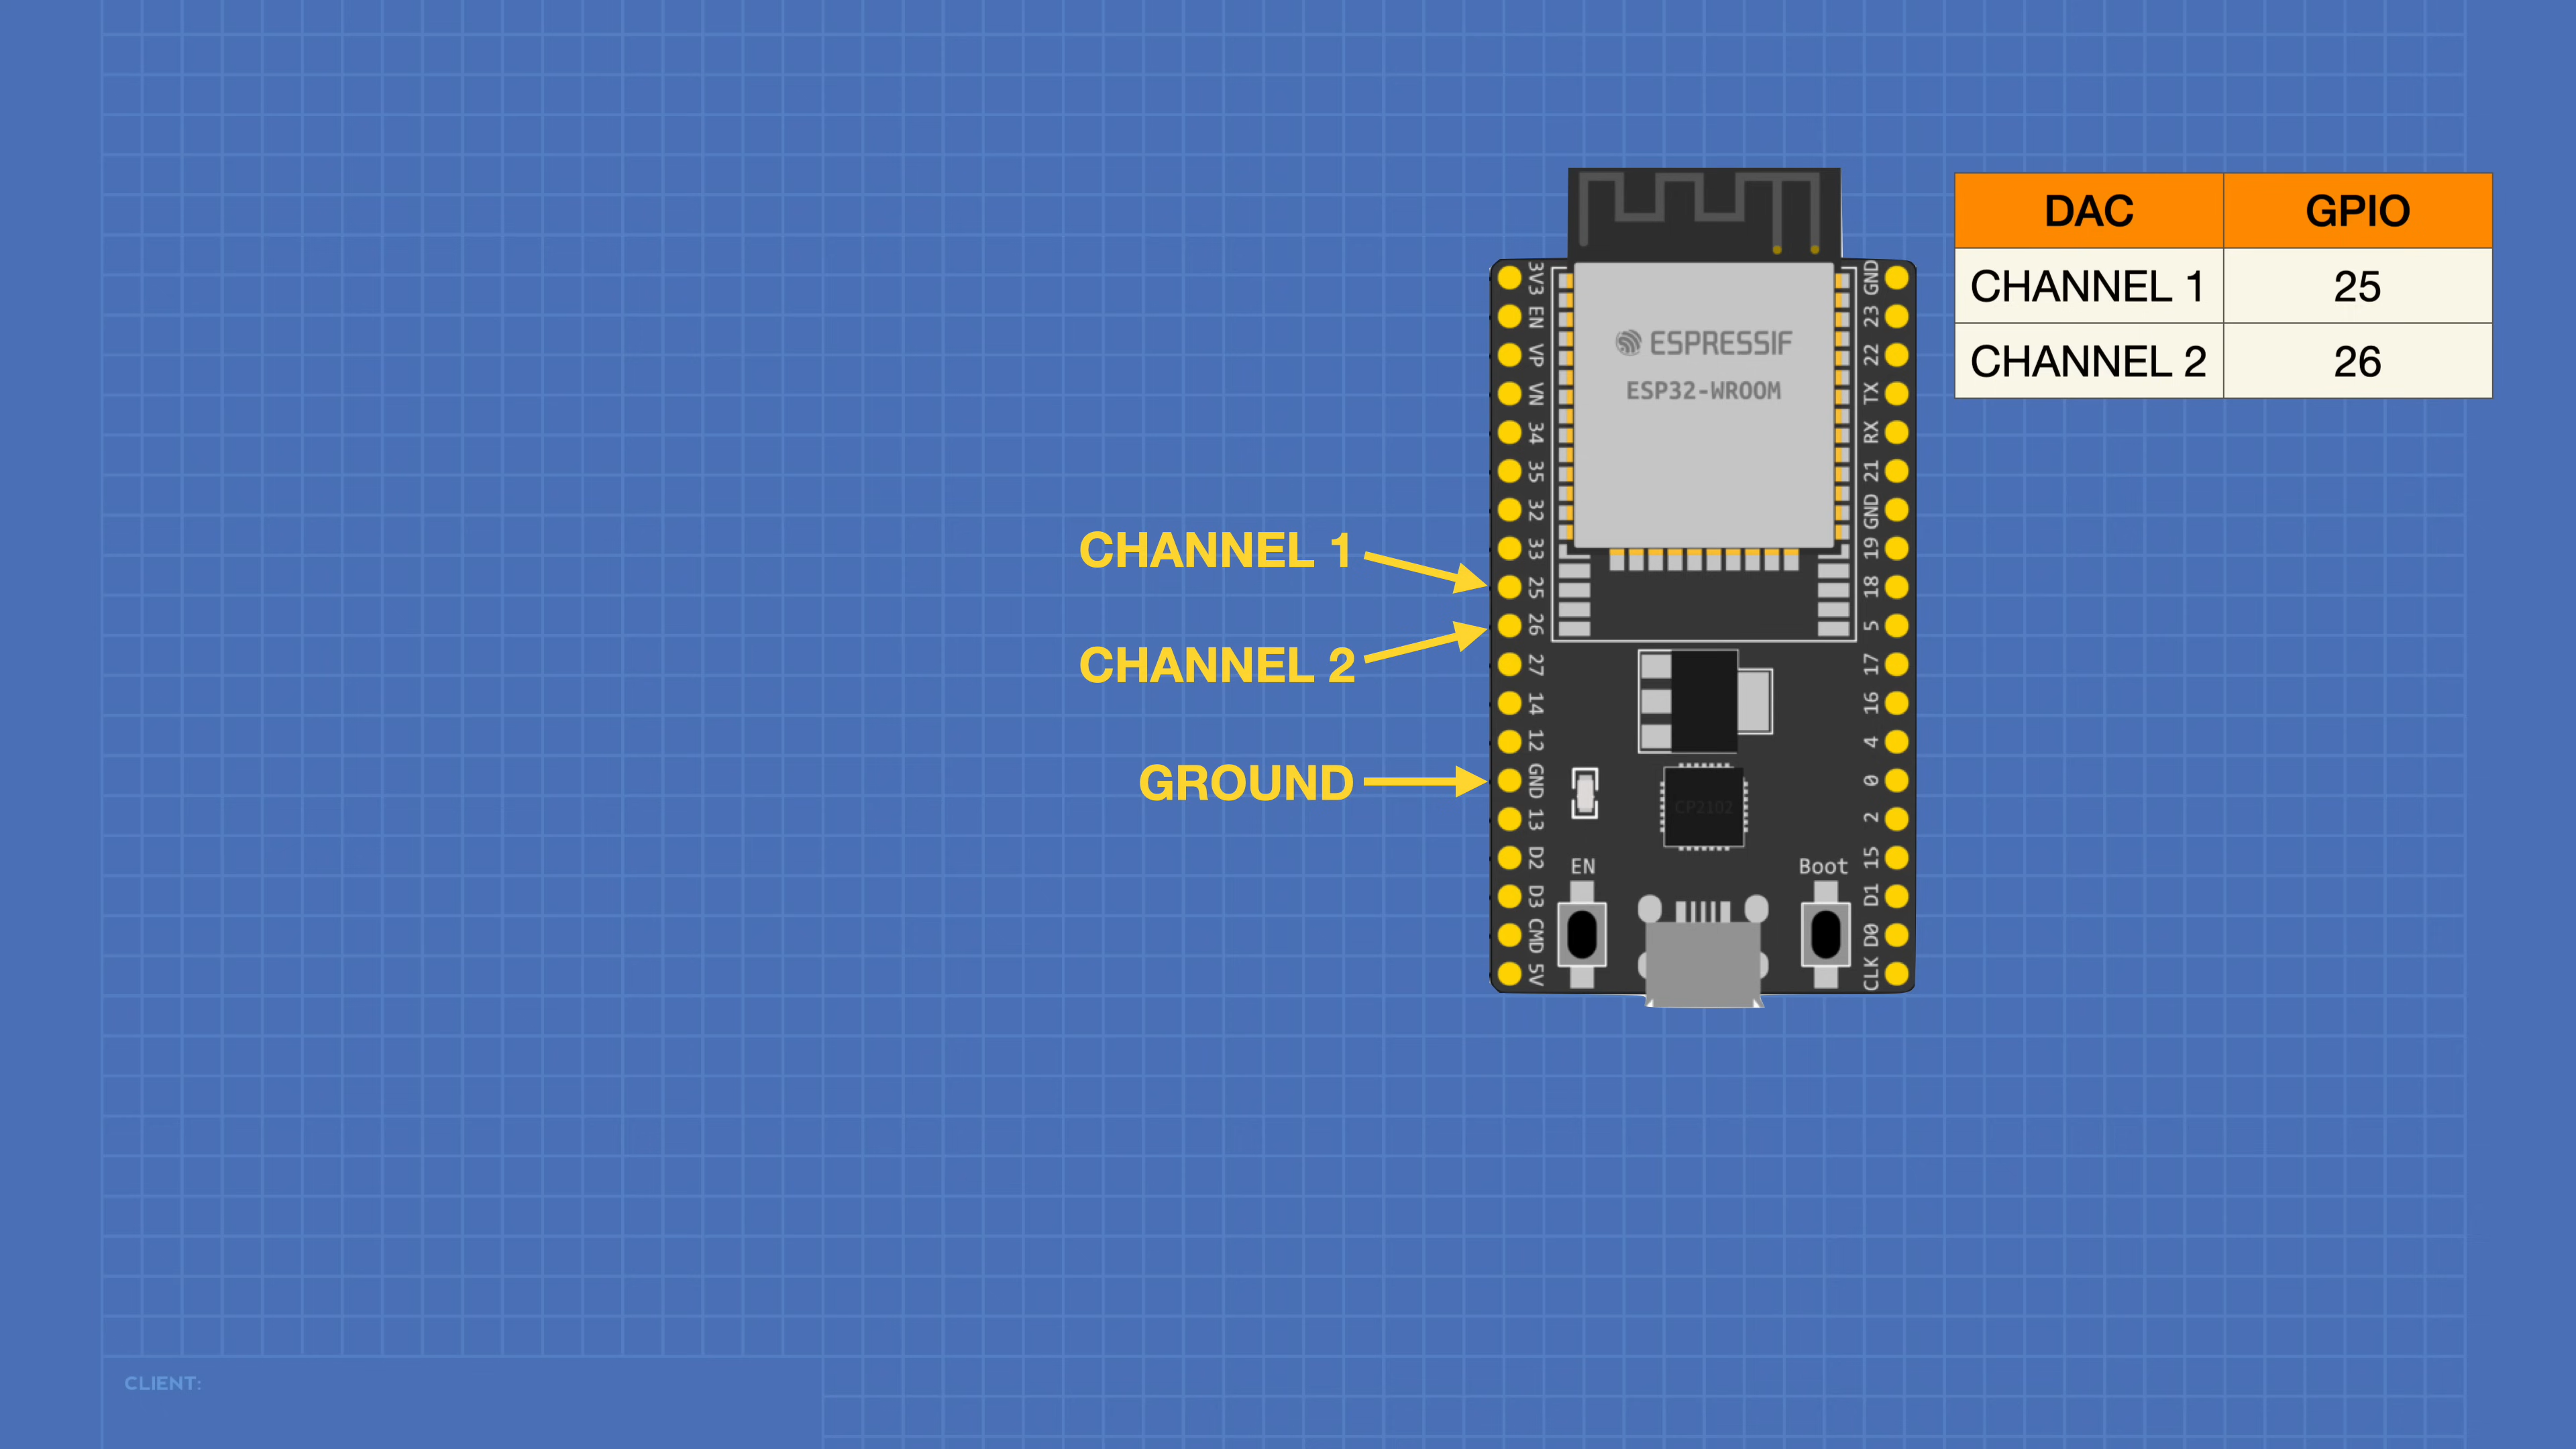 DAC GPIO
CHANNEL 1 25
CHANNEL 2 26
CHANNEL 1
CHANNEL 2
GROUND
ESPRESSIF
ESP32-WROOM
3V3
EN
VP
VN
34
35
32
33
25
26
27
14
12
GND
13
D2
D3
CMD
5V
GND
23
22
TX
RX
21
GND
19
18
5
17
16
4
0
2
15
D1
D0
CLK
CP2102
EN
Boot
CLIENT: